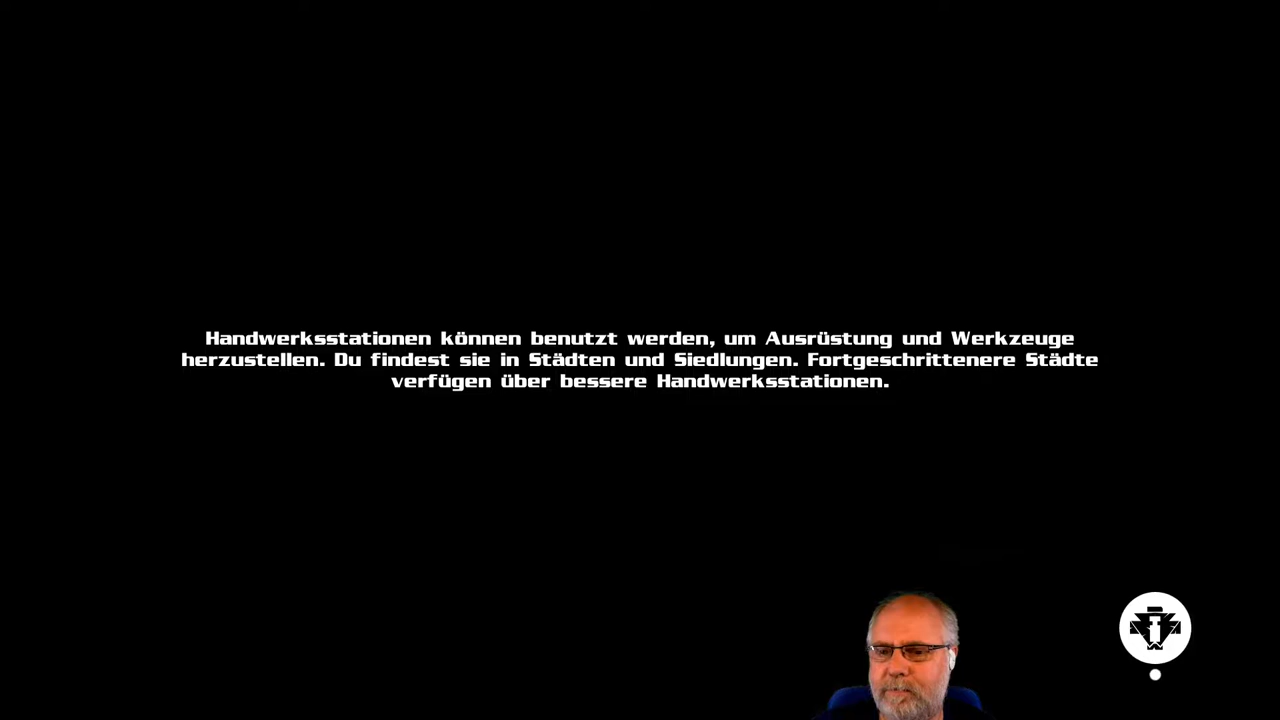 Handwerksstationen können benutzt werden, um Ausrüstung und Werkzeuge
herzustellen. Du findest sie in Städten und Siedlungen. Fortgeschrittenere Städte
verfügen über bessere Handwerksstationen.